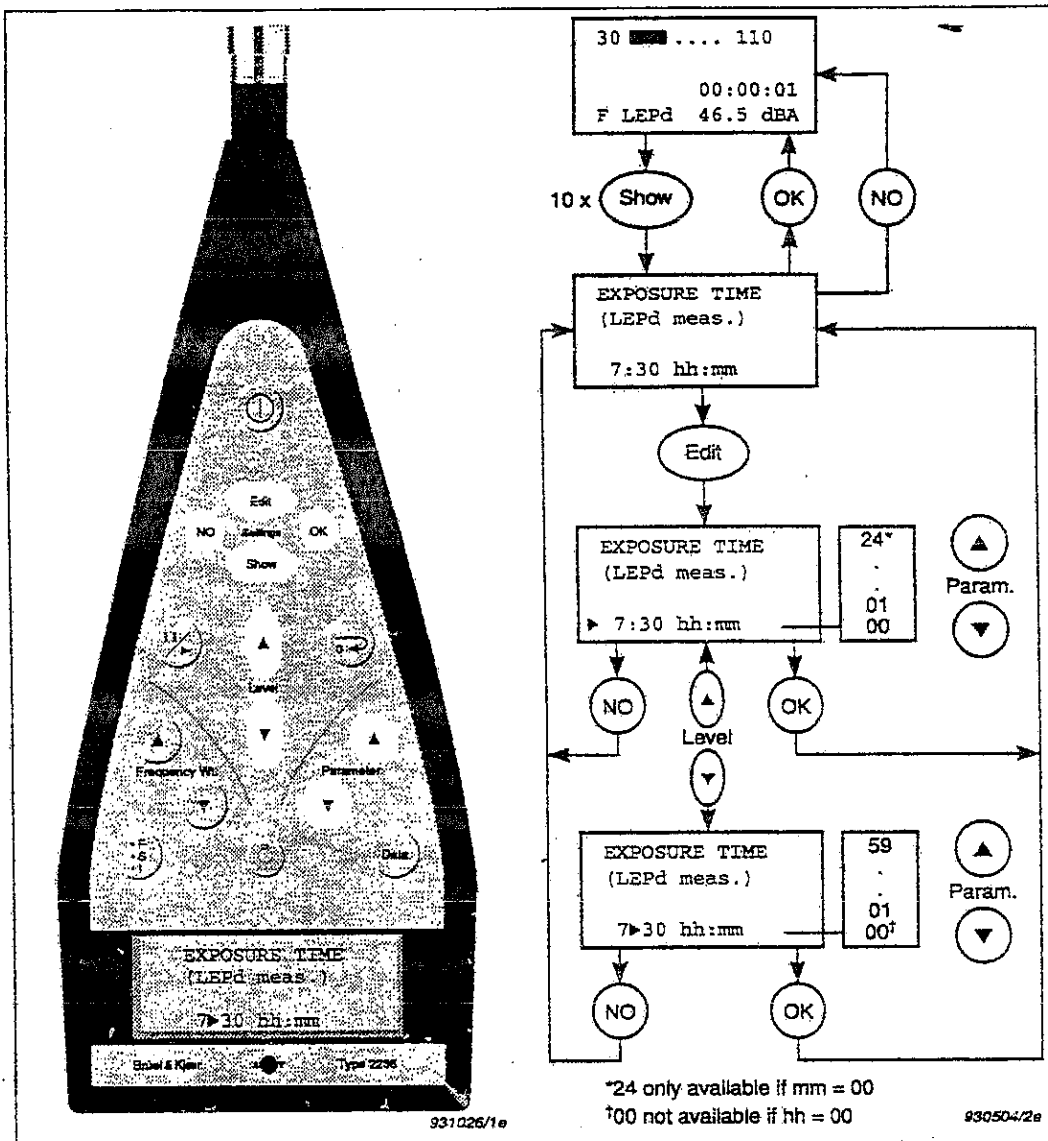 Edit
NO
Settings
OK
Show
Level
Frequency Wt.
Parameter
F
S
I
Data
EXPOSURE TIME
(LEPd meas.)
7▶30 hh:mm
Brüel & Kjær
Type 2236
931026/1e
30 .... 110
00:00:01
F LEPd 46.5 dBA
10 x
Show
OK
NO
EXPOSURE TIME
(LEPd meas.)
7:30 hh:mm
Edit
EXPOSURE TIME
(LEPd meas.)
▶ 7:30 hh:mm
24*
.
.
01
00
Param.
NO
Level
OK
EXPOSURE TIME
(LEPd meas.)
7▶30 hh:mm
59
.
.
01
00†
Param.
NO
OK
*24 only available if mm = 00
†00 not available if hh = 00
930504/2e